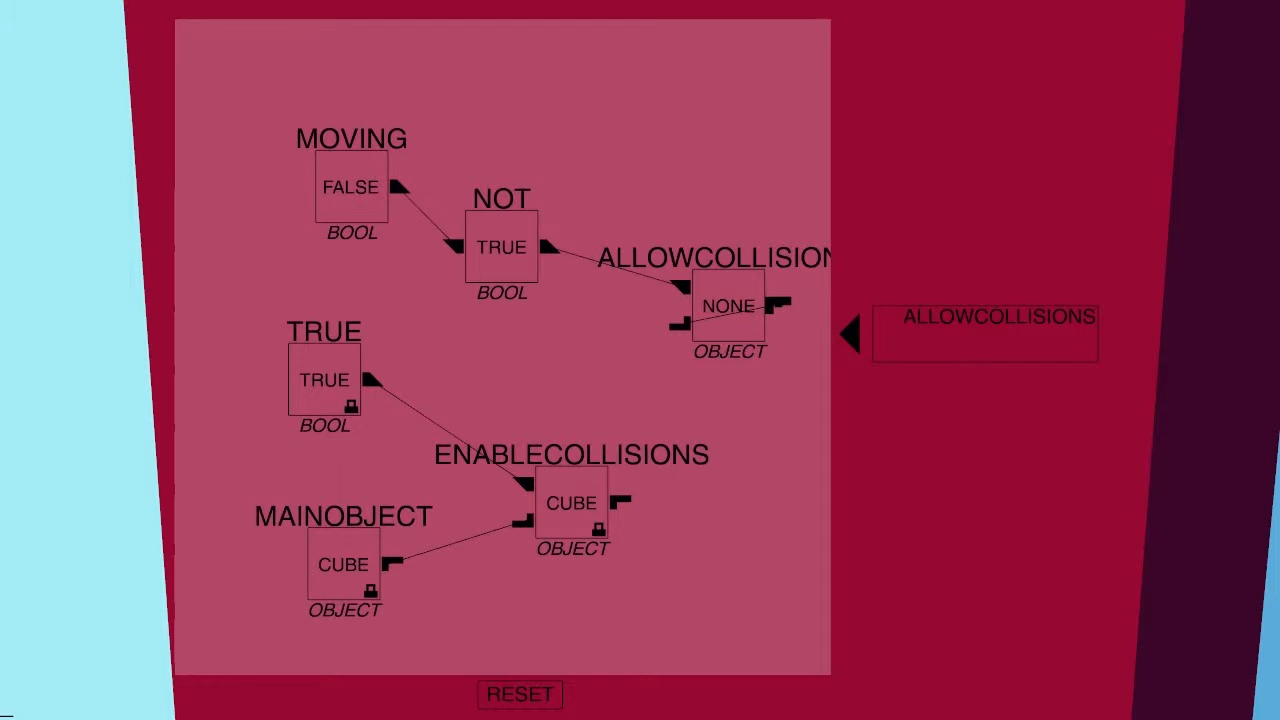 MOVING
FALSE
BOOL
NOT
TRUE
BOOL
ALLOWCOLLISION
NONE
OBJECT
ALLOWCOLLISIONS
TRUE
TRUE
BOOL
ENABLECOLLISIONS
CUBE
OBJECT
MAINOBJECT
CUBE
OBJECT
RESET